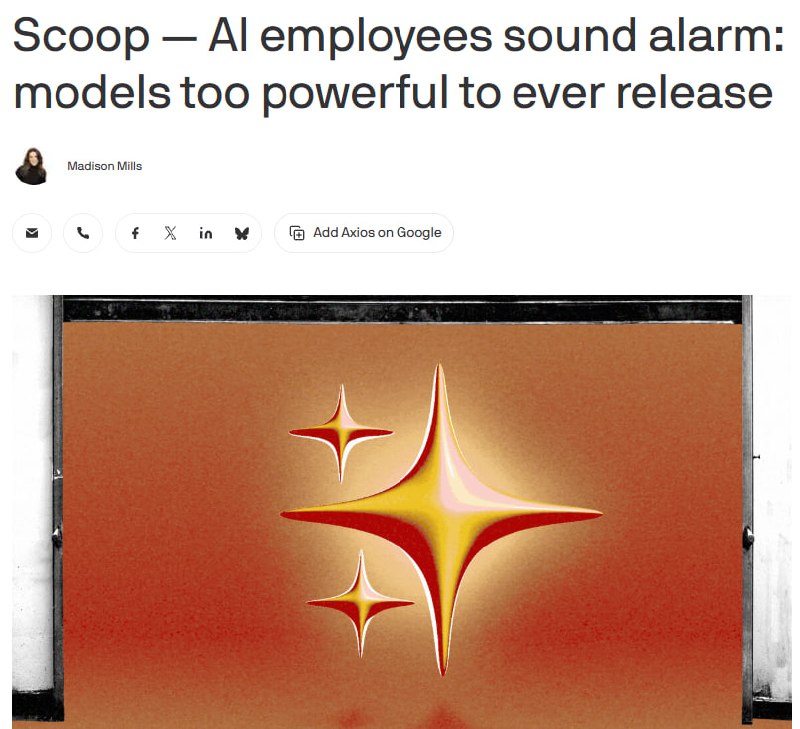 Scoop — AI employees sound alarm:
models too powerful to ever release
Madison Mills
Add Axios on Google